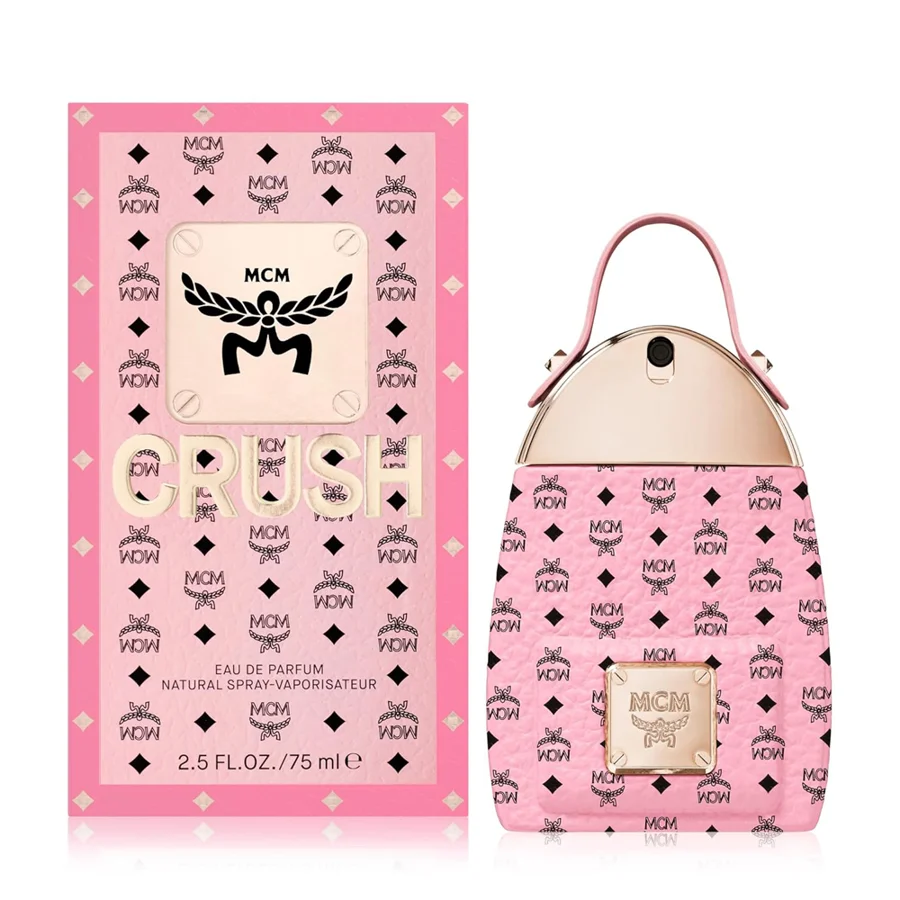 MCM
CRUSH
EAU DE PARFUM
NATURAL SPRAY-VAPORISATEUR
2.5 FL.OZ./75 ml ℮
MCM